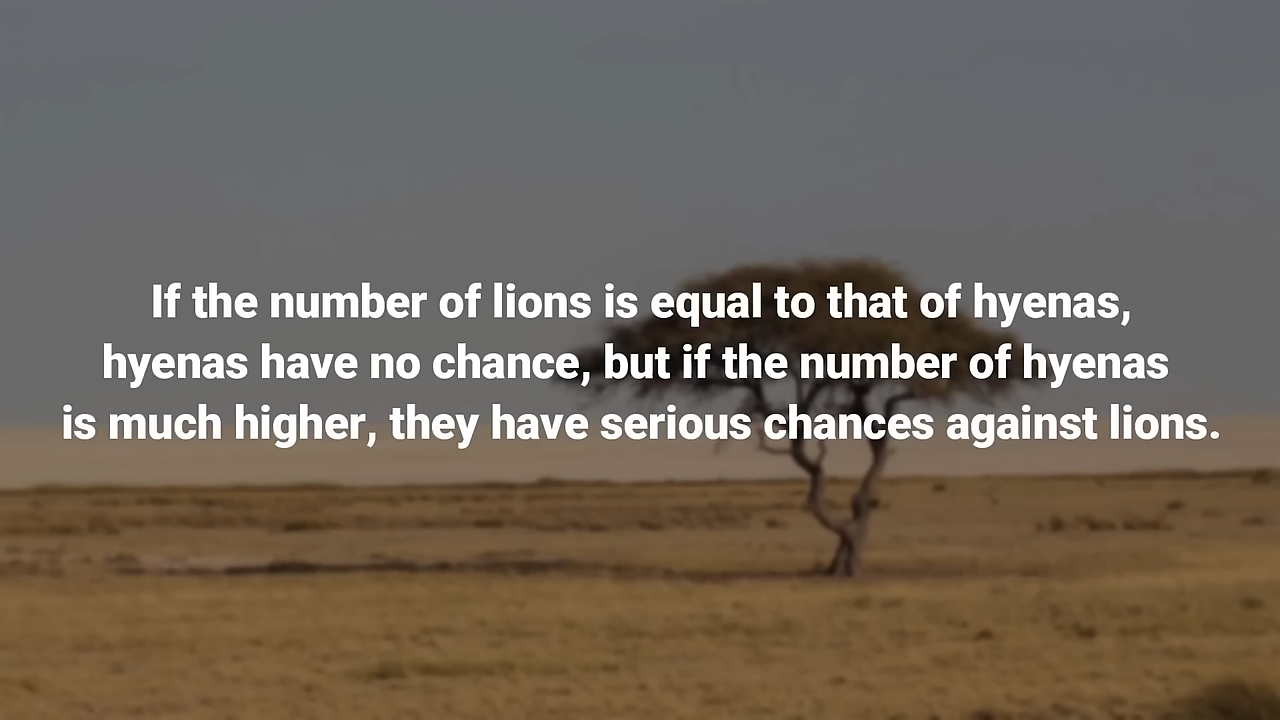 If the number of lions is equal to that of hyenas,
hyenas have no chance, but if the number of hyenas
is much higher, they have serious chances against lions.